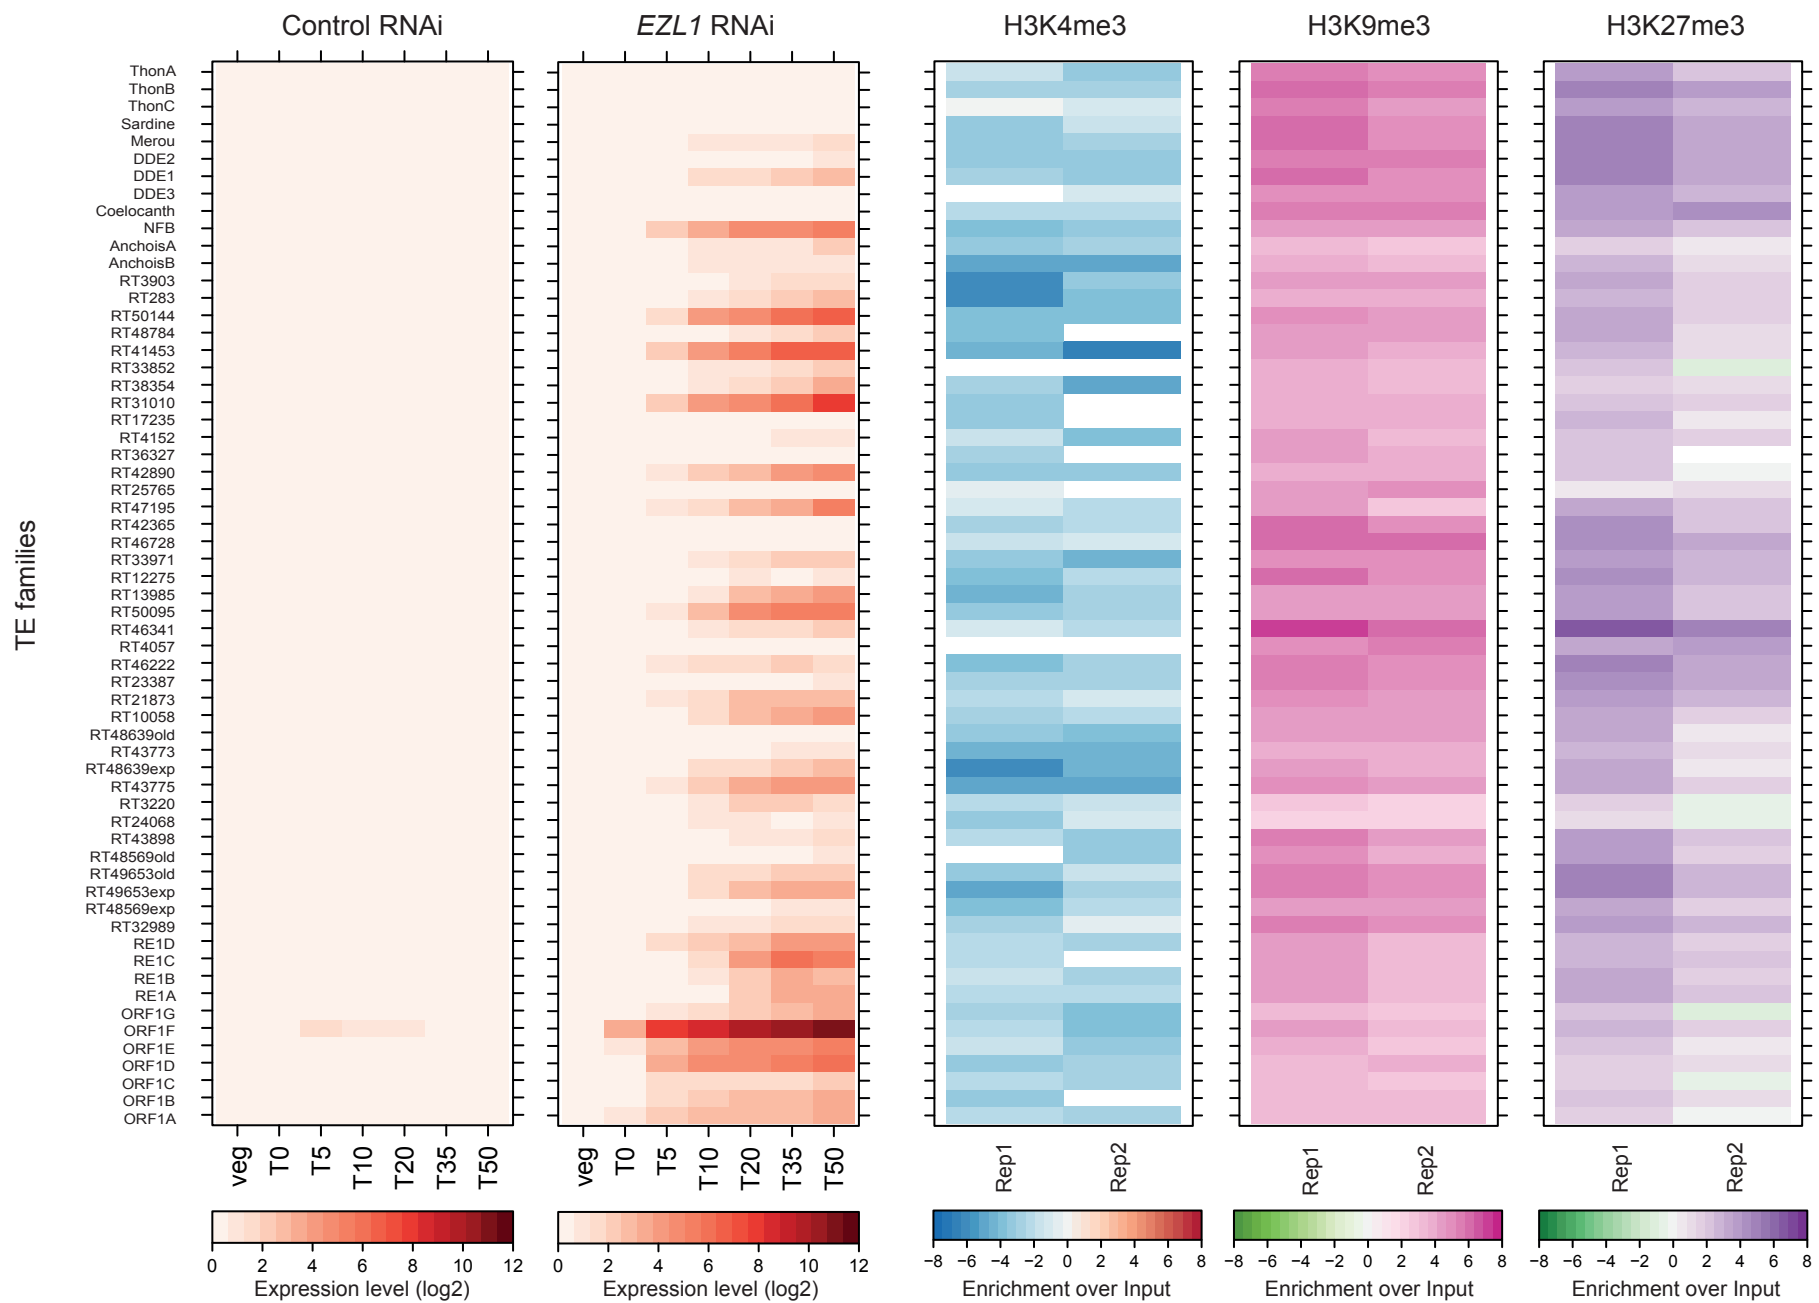 Control RNAi
EZL1 RNAi
H3K4me3
H3K9me3
H3K27me3
TE families
ThonA
ThonB
ThonC
Sardine
Merou
DDE2
DDE1
DDE3
Coelocanth
NFB
AnchoisA
AnchoisB
RT3903
RT283
RT50144
RT48784
RT41453
RT33852
RT38354
RT31010
RT17235
RT4152
RT36327
RT42890
RT25765
RT47195
RT42365
RT46728
RT33971
RT12275
RT13985
RT50095
RT46341
RT4057
RT46222
RT23387
RT21873
RT10058
RT48639old
RT43773
RT48639exp
RT43775
RT3220
RT24068
RT43898
RT48569old
RT49653old
RT49653exp
RT48569exp
RT32989
RE1D
RE1C
RE1B
RE1A
ORF1G
ORF1F
ORF1E
ORF1D
ORF1C
ORF1B
ORF1A
veg T0 T5 T10 T20 T35 T50
veg T0 T5 T10 T20 T35 T50
Rep1 Rep2
Rep1 Rep2
Rep1 Rep2
0 2 4 6 8 10 12
Expression level (log2)
0 2 4 6 8 10 12
Expression level (log2)
−8 −6 −4 −2 0 2 4 6 8
Enrichment over Input
−8 −6 −4 −2 0 2 4 6 8
Enrichment over Input
−8 −6 −4 −2 0 2 4 6 8
Enrichment over Input